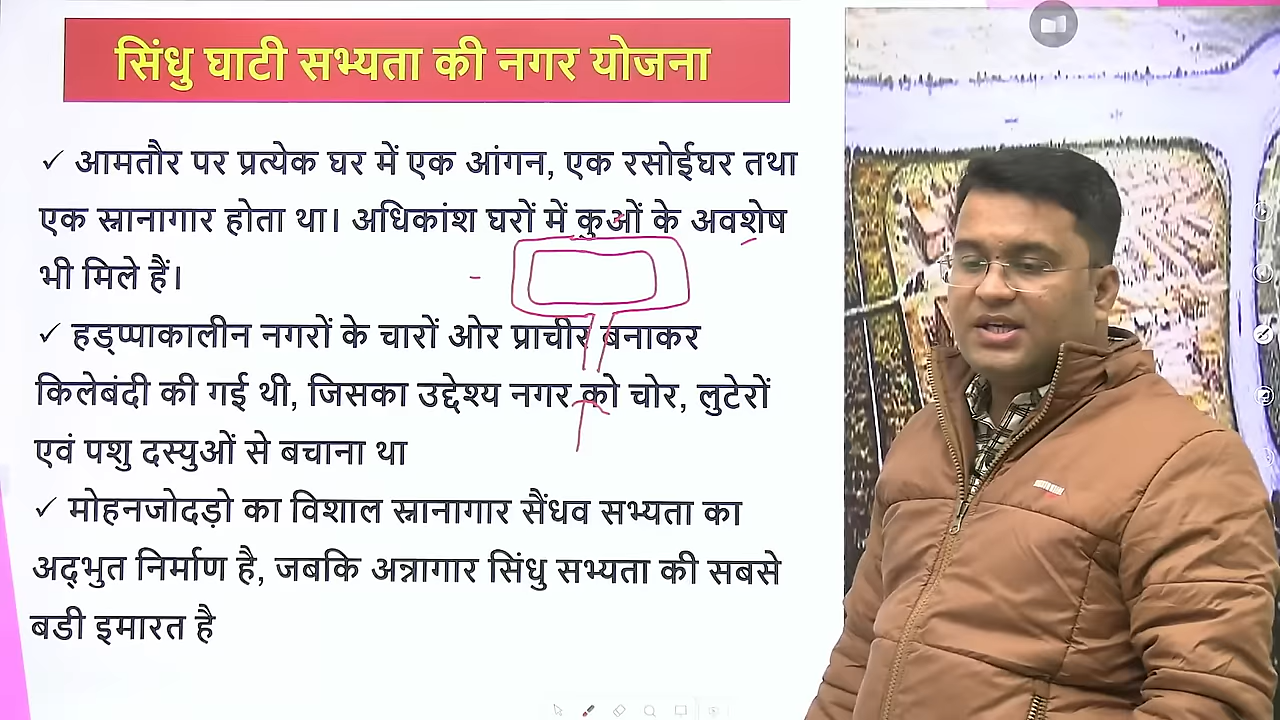 सिंधु घाटी सभ्यता की नगर योजना
✓ आमतौर पर प्रत्येक घर में एक आंगन, एक रसोईघर तथा
एक स्नानागार होता था। अधिकांश घरों में कुओं के अवशेष
भी मिले हैं।
✓ हड़प्पाकालीन नगरों के चारों ओर प्राचीर बनाकर
किलेबंदी की गई थी, जिसका उद्देश्य नगर को चोर, लुटेरों
एवं पशु दस्युओं से बचाना था
✓ मोहनजोदड़ो का विशाल स्नानागार सैंधव सभ्यता का
अद्भुत निर्माण है, जबकि अन्नागार सिंधु सभ्यता की सबसे
बडी इमारत है